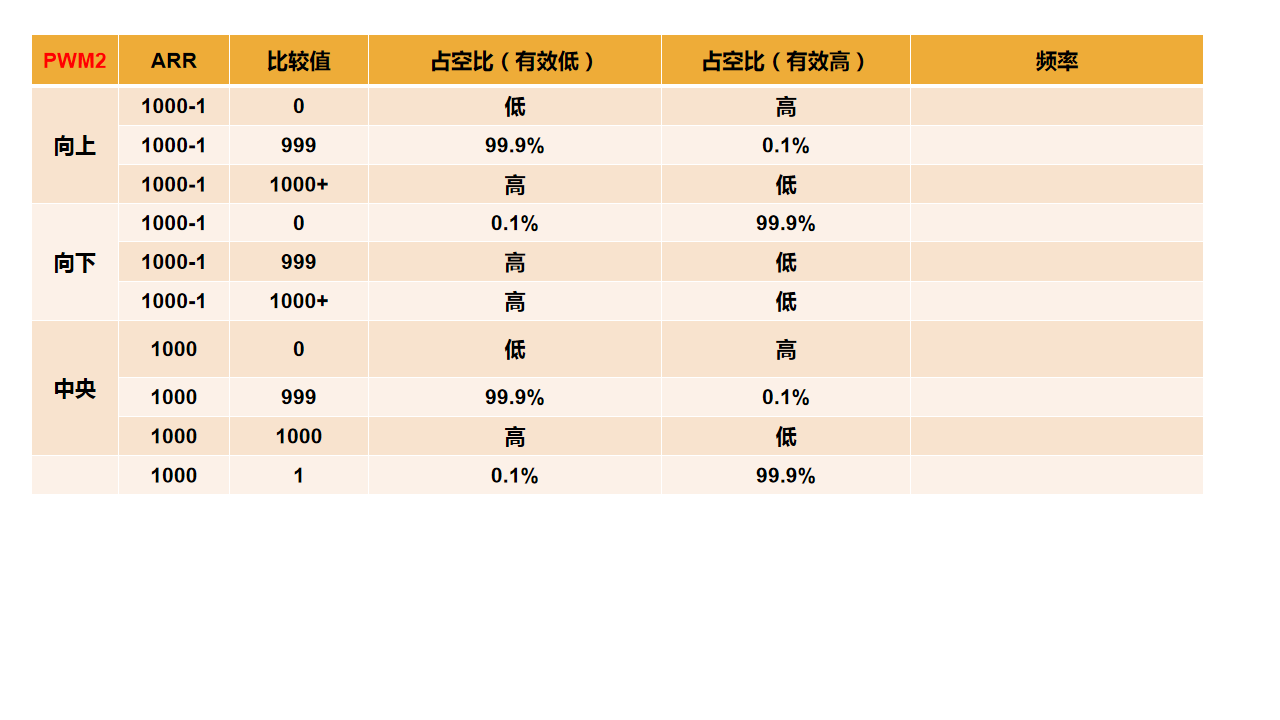 PWM2 ARR 比较值 占空比（有效低） 占空比（有效高） 频率
向上 1000-1 0 低 高
1000-1 999 99.9% 0.1%
1000-1 1000+ 高 低
向下 1000-1 0 0.1% 99.9%
1000-1 999 高 低
1000-1 1000+ 高 低
中央 1000 0 低 高
1000 999 99.9% 0.1%
1000 1000 高 低
1000 1 0.1% 99.9%